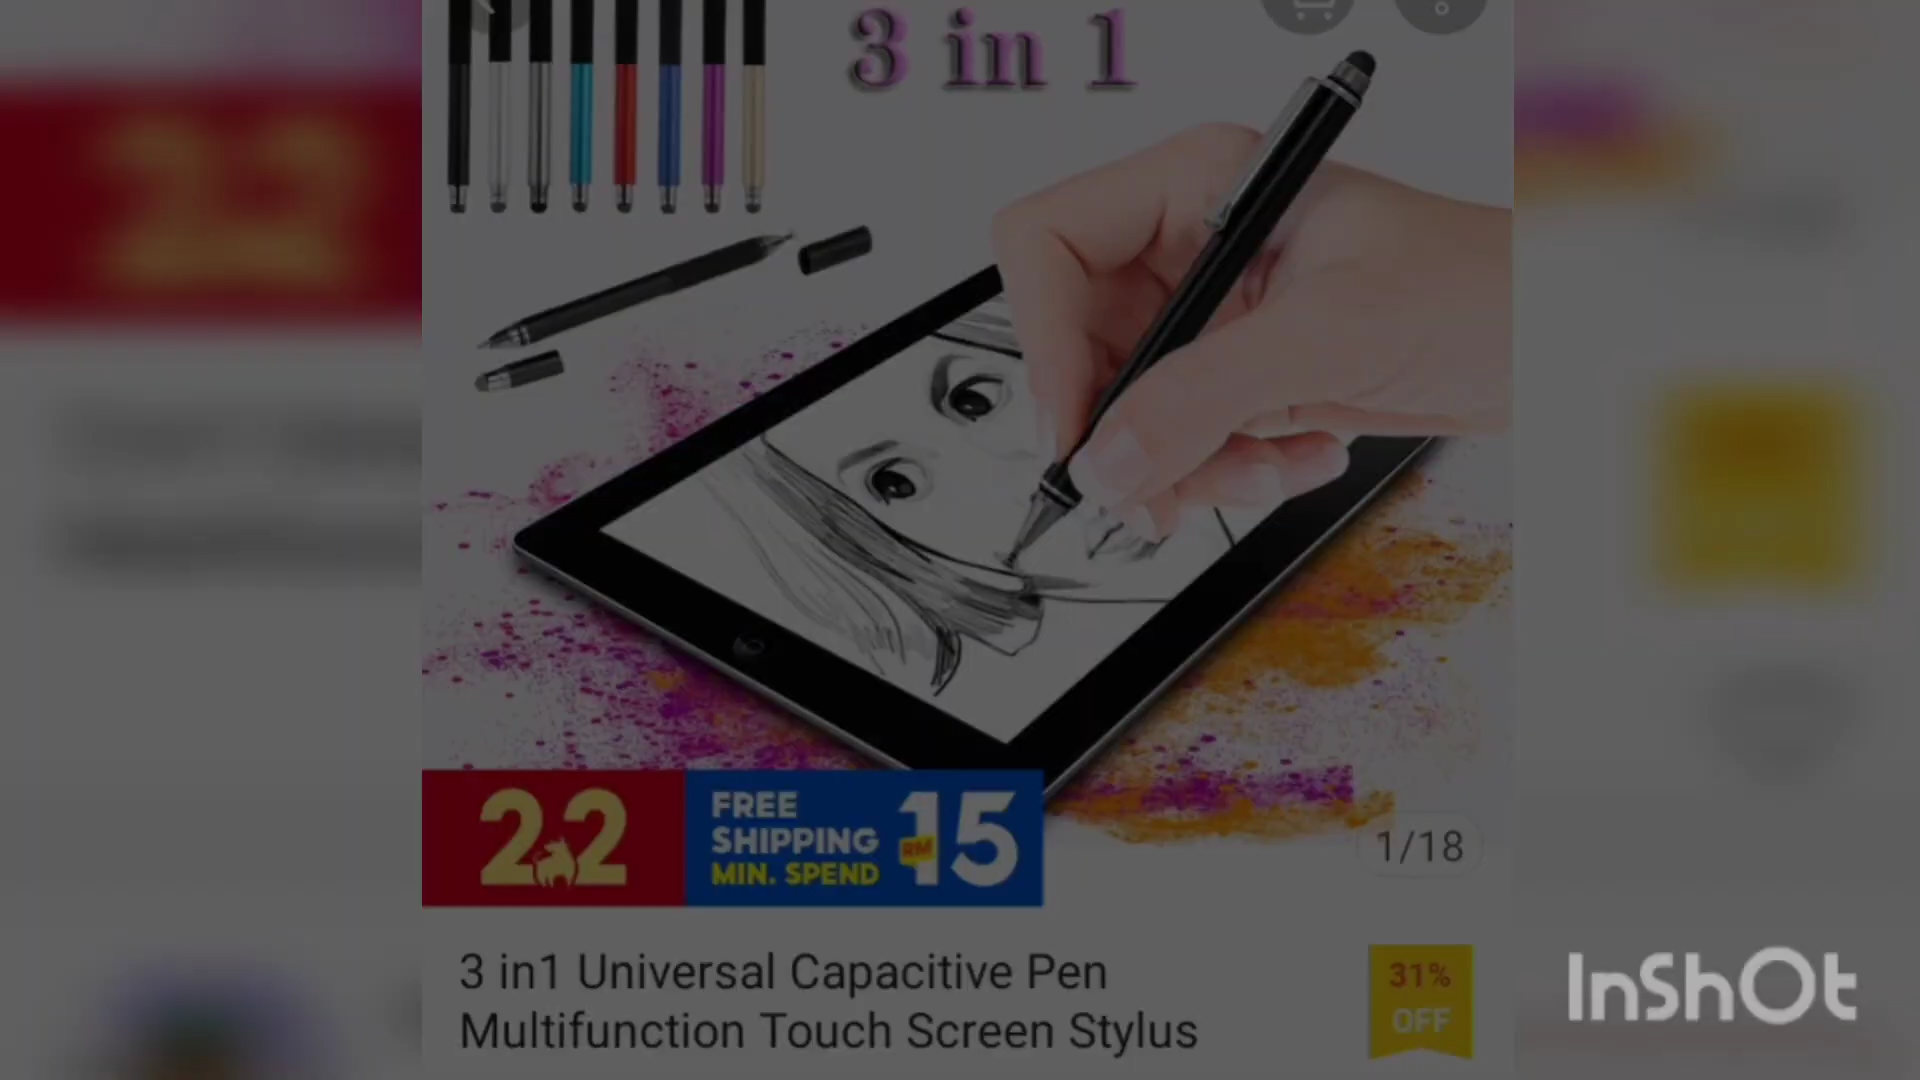 3 in 1
2.2
FREE
SHIPPING
MIN. SPEND
RM
15
1/18
3 in1 Universal Capacitive Pen
Multifunction Touch Screen Stylus
31%
OFF
InShOt